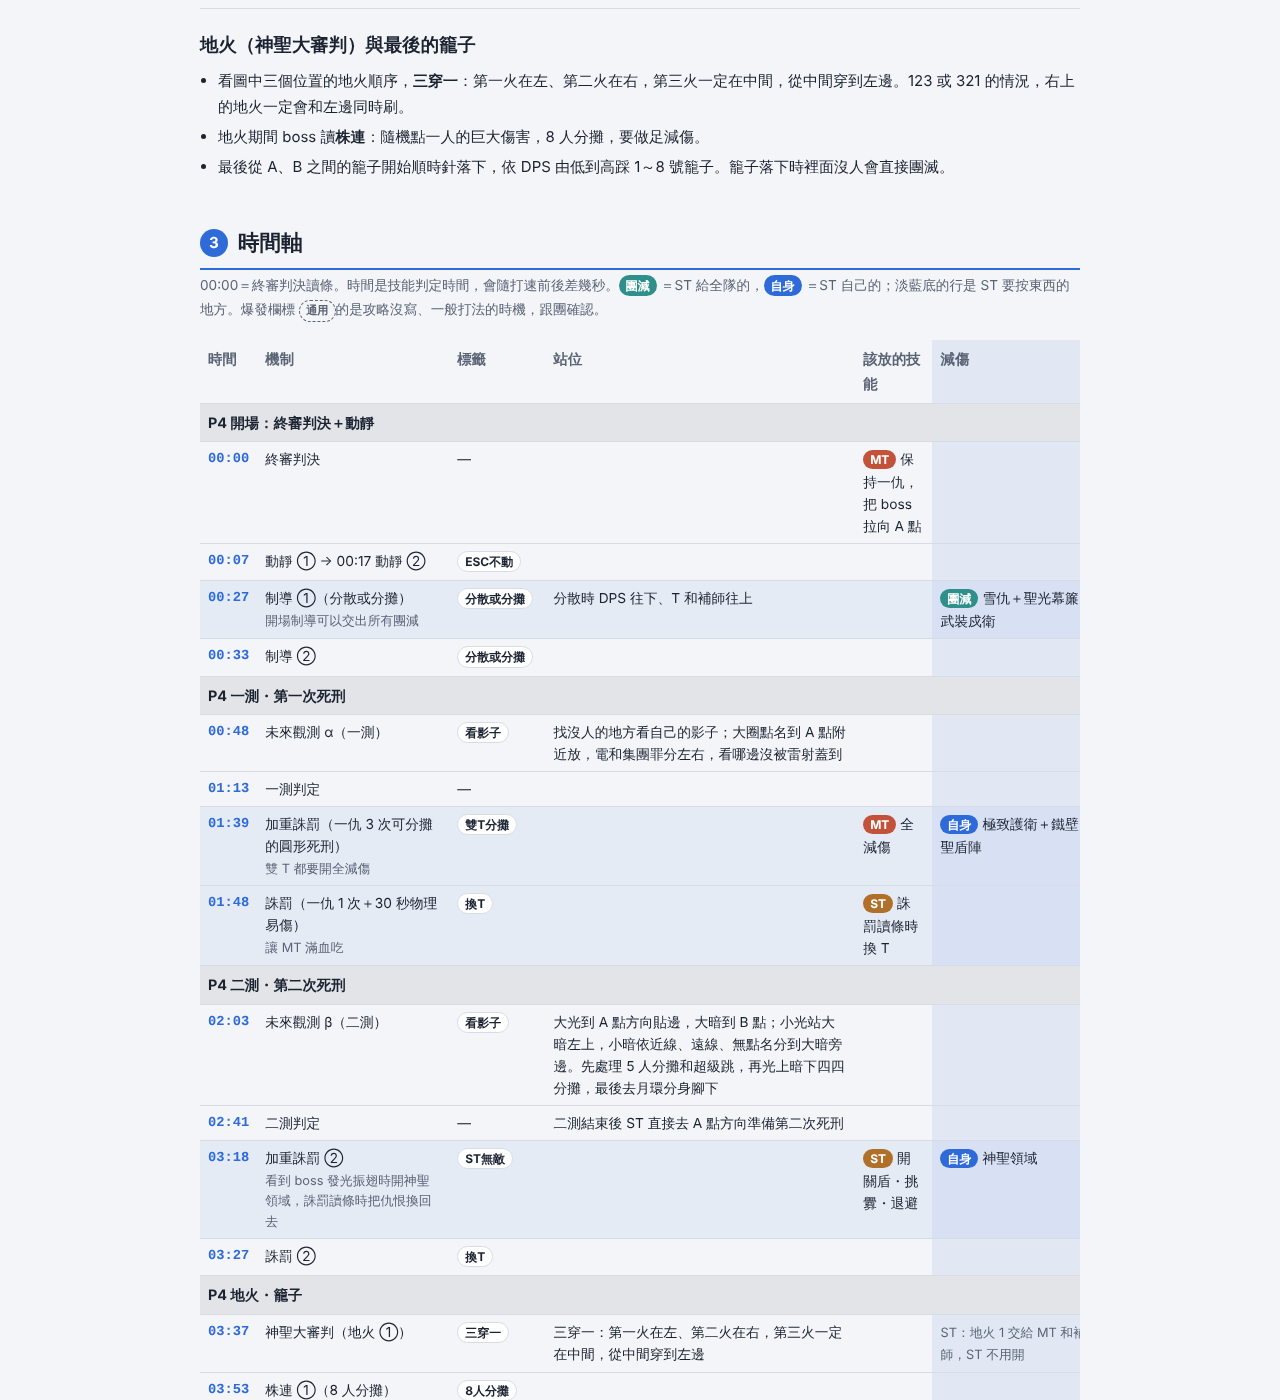 地火（神聖大審判）與最後的籠子
• 看圖中三個位置的地火順序，三穿一：第一火在左、第二火在右，第三火一定在中間，從中間穿到左邊。123 或 321 的情況，右上
的地火一定會和左邊同時刷。
• 地火期間 boss 讀株連：隨機點一人的巨大傷害，8 人分攤，要做足減傷。
• 最後從 A、B 之間的籠子開始順時針落下，依 DPS 由低到高踩 1～8 號籠子。籠子落下時裡面沒人會直接團滅。
3 時間軸
00:00＝終審判決讀條。時間是技能判定時間，會隨打速前後差幾秒。團減 ＝ST 給全隊的，自身 ＝ST 自己的；淡藍底的行是 ST 要按東西的
地方。爆發欄標 通用的是攻略沒寫、一般打法的時機，跟團確認。
時間 機制 標籤 站位 該放的技 減傷
能
P4 開場：終審判決＋動靜
00:00 終審判決 — MT 保
持一仇，
把 boss
拉向 A 點
00:07 動靜 ① → 00:17 動靜 ② ESC不動
00:27 制導 ①（分散或分攤） 分散或分攤 分散時 DPS 往下、T 和補師往上 團減 雪仇＋聖光幕簾
開場制導可以交出所有團減 武裝戍衛
00:33 制導 ② 分散或分攤
P4 一測・第一次死刑
00:48 未來觀測 α（一測） 看影子 找沒人的地方看自己的影子；大圈點名到 A 點附
近放，電和集團罪分左右，看哪邊沒被雷射蓋到
01:13 一測判定 —
01:39 加重誅罰（一仇 3 次可分攤 雙T分攤 MT 全 自身 極致護衛＋鐵壁
的圓形死刑） 減傷 聖盾陣
雙 T 都要開全減傷
01:48 誅罰（一仇 1 次＋30 秒物理 換T ST 誅
易傷） 罰讀條時
讓 MT 滿血吃 換 T
P4 二測・第二次死刑
02:03 未來觀測 β（二測） 看影子 大光到 A 點方向貼邊，大暗到 B 點；小光站大
暗左上，小暗依近線、遠線、無點名分到大暗旁
邊。先處理 5 人分攤和超級跳，再光上暗下四四
分攤，最後去月環分身腳下
02:41 二測判定 — 二測結束後 ST 直接去 A 點方向準備第二次死刑
03:18 加重誅罰 ② ST無敵 ST 開 自身 神聖領域
看到 boss 發光振翅時開神聖 關盾・挑
領域，誅罰讀條時把仇恨換回 釁・退避
去
03:27 誅罰 ② 換T
P4 地火・籠子
03:37 神聖大審判（地火 ①） 三穿一 三穿一：第一火在左、第二火在右，第三火一定 ST：地火 1 交給 MT 和
在中間，從中間穿到左邊 師，ST 不用開
03:53 株連 ①（8 人分攤） 8人分攤